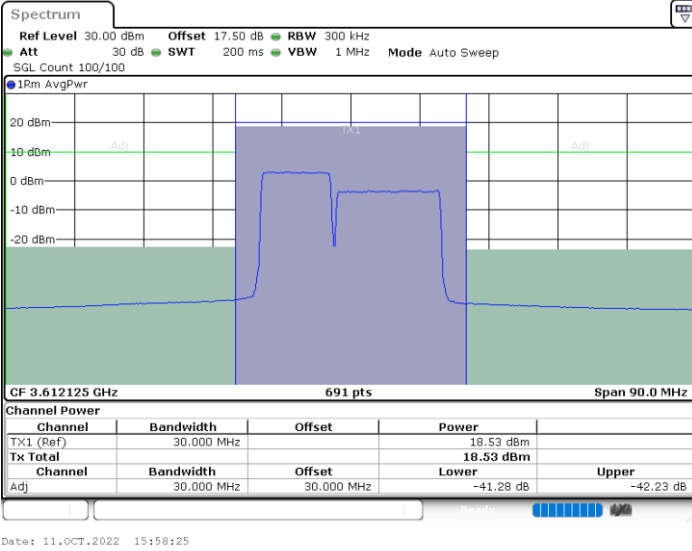 Spectrum
Ref Level 30.00 dBm Offset 17.50 dB RBW 300 kHz
Att 30 dB SWT 200 ms VBW 1 MHz Mode Auto Sweep
SGL Count 100/100
1Rm AvgPwr
20 dBm
TX1
Adj
Adj
10 dBm
0 dBm
-10 dBm
-20 dBm
CF 3.612125 GHz 691 pts Span 90.0 MHz
Channel Power
Channel Bandwidth Offset Power
TX1 (Ref) 30.000 MHz 18.53 dBm
Tx Total 18.53 dBm
Channel Bandwidth Offset Lower Upper
Adj 30.000 MHz 30.000 MHz -41.28 dB -42.23 dB
Ready
Date: 11.OCT.2022 15:58:25